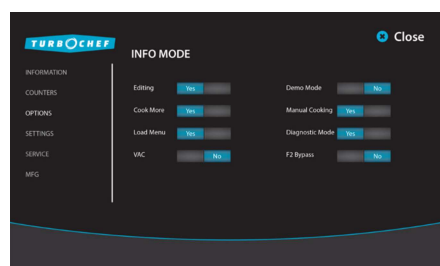 TURBOCHEF
Close
INFO MODE
INFORMATION
COUNTERS
OPTIONS
SETTINGS
SERVICE
MFG
Editing Yes
Cook More Yes
Load Menu Yes
VAC No
Demo Mode No
Manual Cooking Yes
Diagnostic Mode Yes
F2 Bypass No